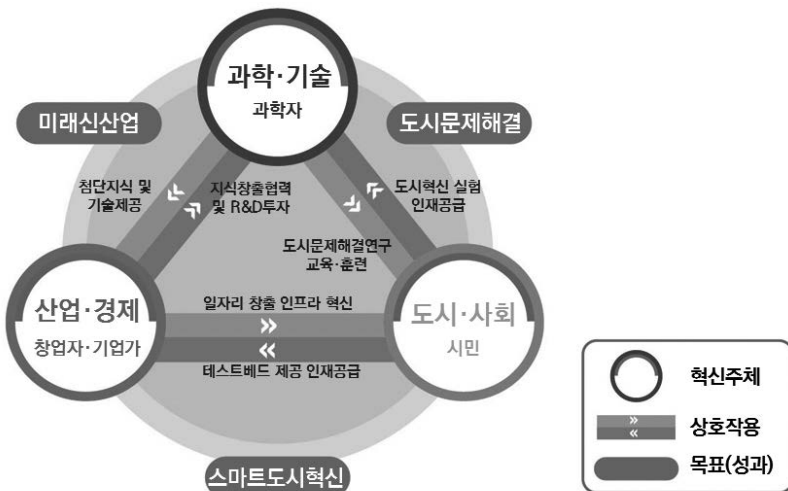 과학·기술
과학자
미래신산업
도시문제해결
첨단지식 및
기술제공
지식창출협력
및 R&D투자
도시혁신 실험
인재공급
도시문제해결연구
교육·훈련
산업·경제
창업자·기업가
일자리 창출 인프라 혁신
»
«
테스트베드 제공 인재공급
도시·사회
시민
스마트도시혁신
혁신주체
»
«
상호작용
목표(성과)